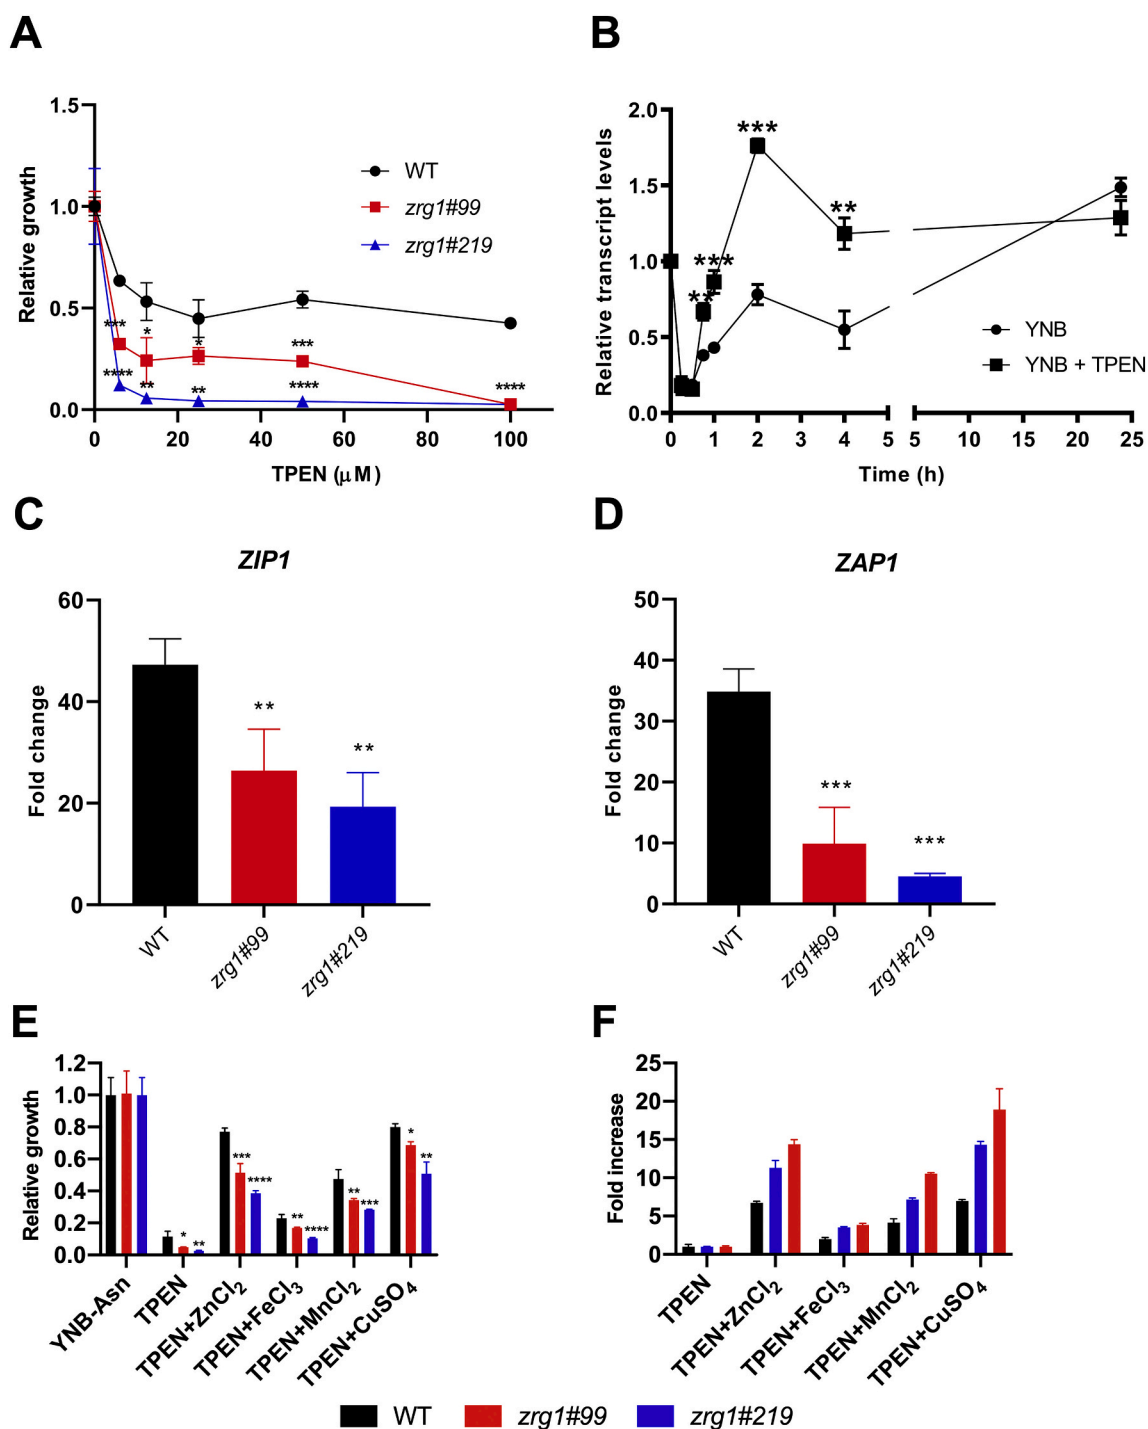 A
1.5
1.0
0.5
0.0
Relative growth
WT
zrg1#99
zrg1#219
***
****
*
**
*
**
***
****
****
0 20 40 60 80 100
TPEN (μM)
B
2.0
1.5
1.0
0.5
0.0
Relative transcript levels
***
**
***
**
YNB
YNB + TPEN
0 1 2 3 4 5 5 10 15 20 25
Time (h)
C
ZIP1
60
40
20
0
Fold change
**
**
WT
zrg1#99
zrg1#219
D
ZAP1
50
40
30
20
10
0
Fold change
***
***
WT
zrg1#99
zrg1#219
E
1.2
1.0
0.8
0.6
0.4
0.2
0.0
Relative growth
* **
*** ****
** ****
** ***
* **
YNB-Asn
TPEN
TPEN+ZnCl2
TPEN+FeCl3
TPEN+MnCl2
TPEN+CuSO4
F
25
20
15
10
5
0
Fold increase
TPEN
TPEN+ZnCl2
TPEN+FeCl3
TPEN+MnCl2
TPEN+CuSO4
WT zrg1#99 zrg1#219